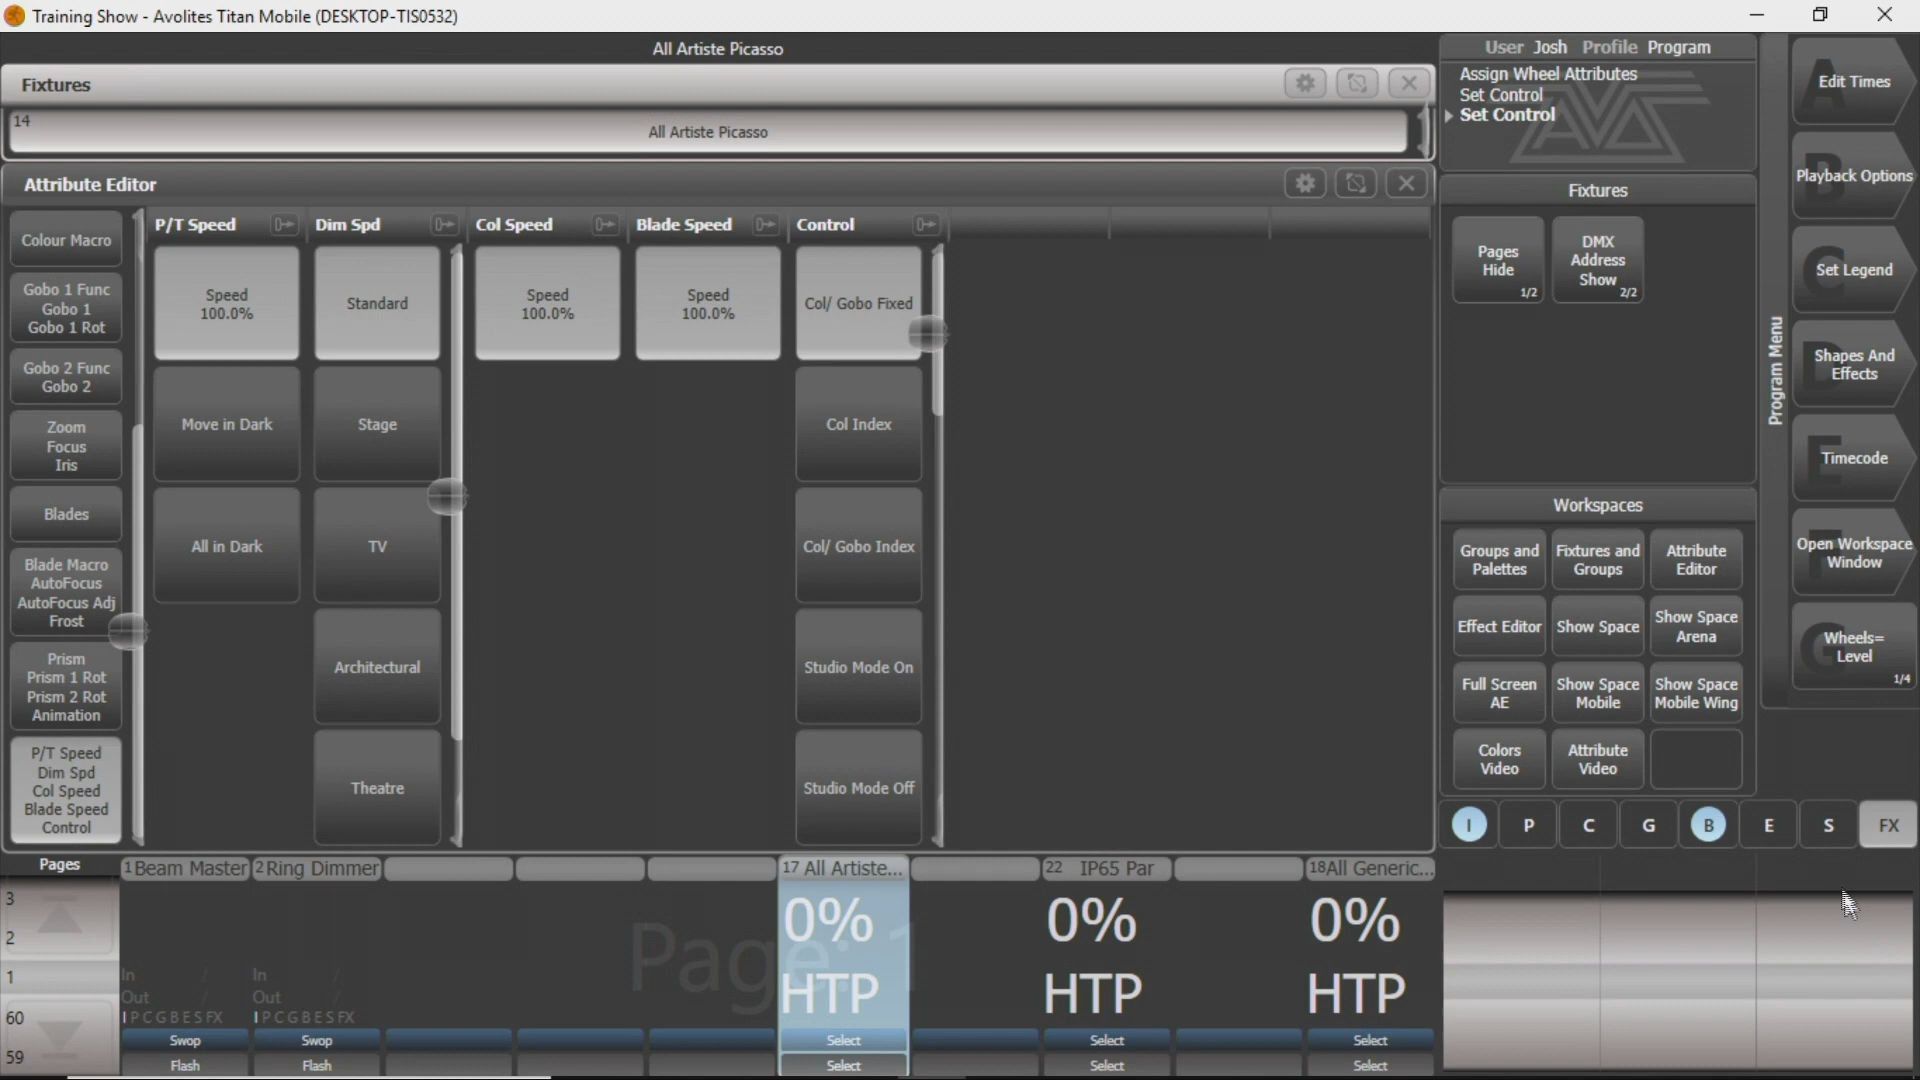 Training Show - Avolites Titan Mobile (DESKTOP-TIS0532)
All Artiste Picasso
Fixtures
14
All Artiste Picasso
Attribute Editor
Colour Macro
Gobo 1 Func
Gobo 1
Gobo 1 Rot
Gobo 2 Func
Gobo 2
Zoom
Focus
Iris
Blades
Blade Macro
AutoFocus
AutoFocus Adj
Frost
Prism
Prism 1 Rot
Prism 2 Rot
Animation
P/T Speed
Dim Spd
Col Speed
Blade Speed
Control
P/T Speed
Speed
100.0%
Move in Dark
All in Dark
Dim Spd
Standard
Stage
TV
Architectural
Theatre
Col Speed
Speed
100.0%
Blade Speed
Speed
100.0%
Control
Col/ Gobo Fixed
Col Index
Col/ Gobo Index
Studio Mode On
Studio Mode Off
User Josh Profile Program
Assign Wheel Attributes
Set Control
Set Control
Fixtures
Pages
Hide
1/2
DMX
Address
Show
2/2
Workspaces
Groups and
Palettes
Fixtures and
Groups
Attribute
Editor
Effect Editor
Show Space
Show Space
Arena
Full Screen
AE
Show Space
Mobile
Show Space
Mobile Wing
Colors
Video
Attribute
Video
I P C G B E S FX
Program Menu
A
Edit Times
B
Playback Options
C
Set Legend
D
Shapes And
Effects
E
Timecode
F
Open Workspace
Window
G
Wheels=
Level
1/4
Pages
3
2
1
60
59
1 Beam Master
In /
Out /
I P C G B E S FX
Swop
Flash
2 Ring Dimmer
In /
Out /
I P C G B E S FX
Swop
Flash
Page: 1
17 All Artiste...
0%
HTP
Select
Select
22 IP65 Par
0%
HTP
Select
Select
18 All Generic...
0%
HTP
Select
Select